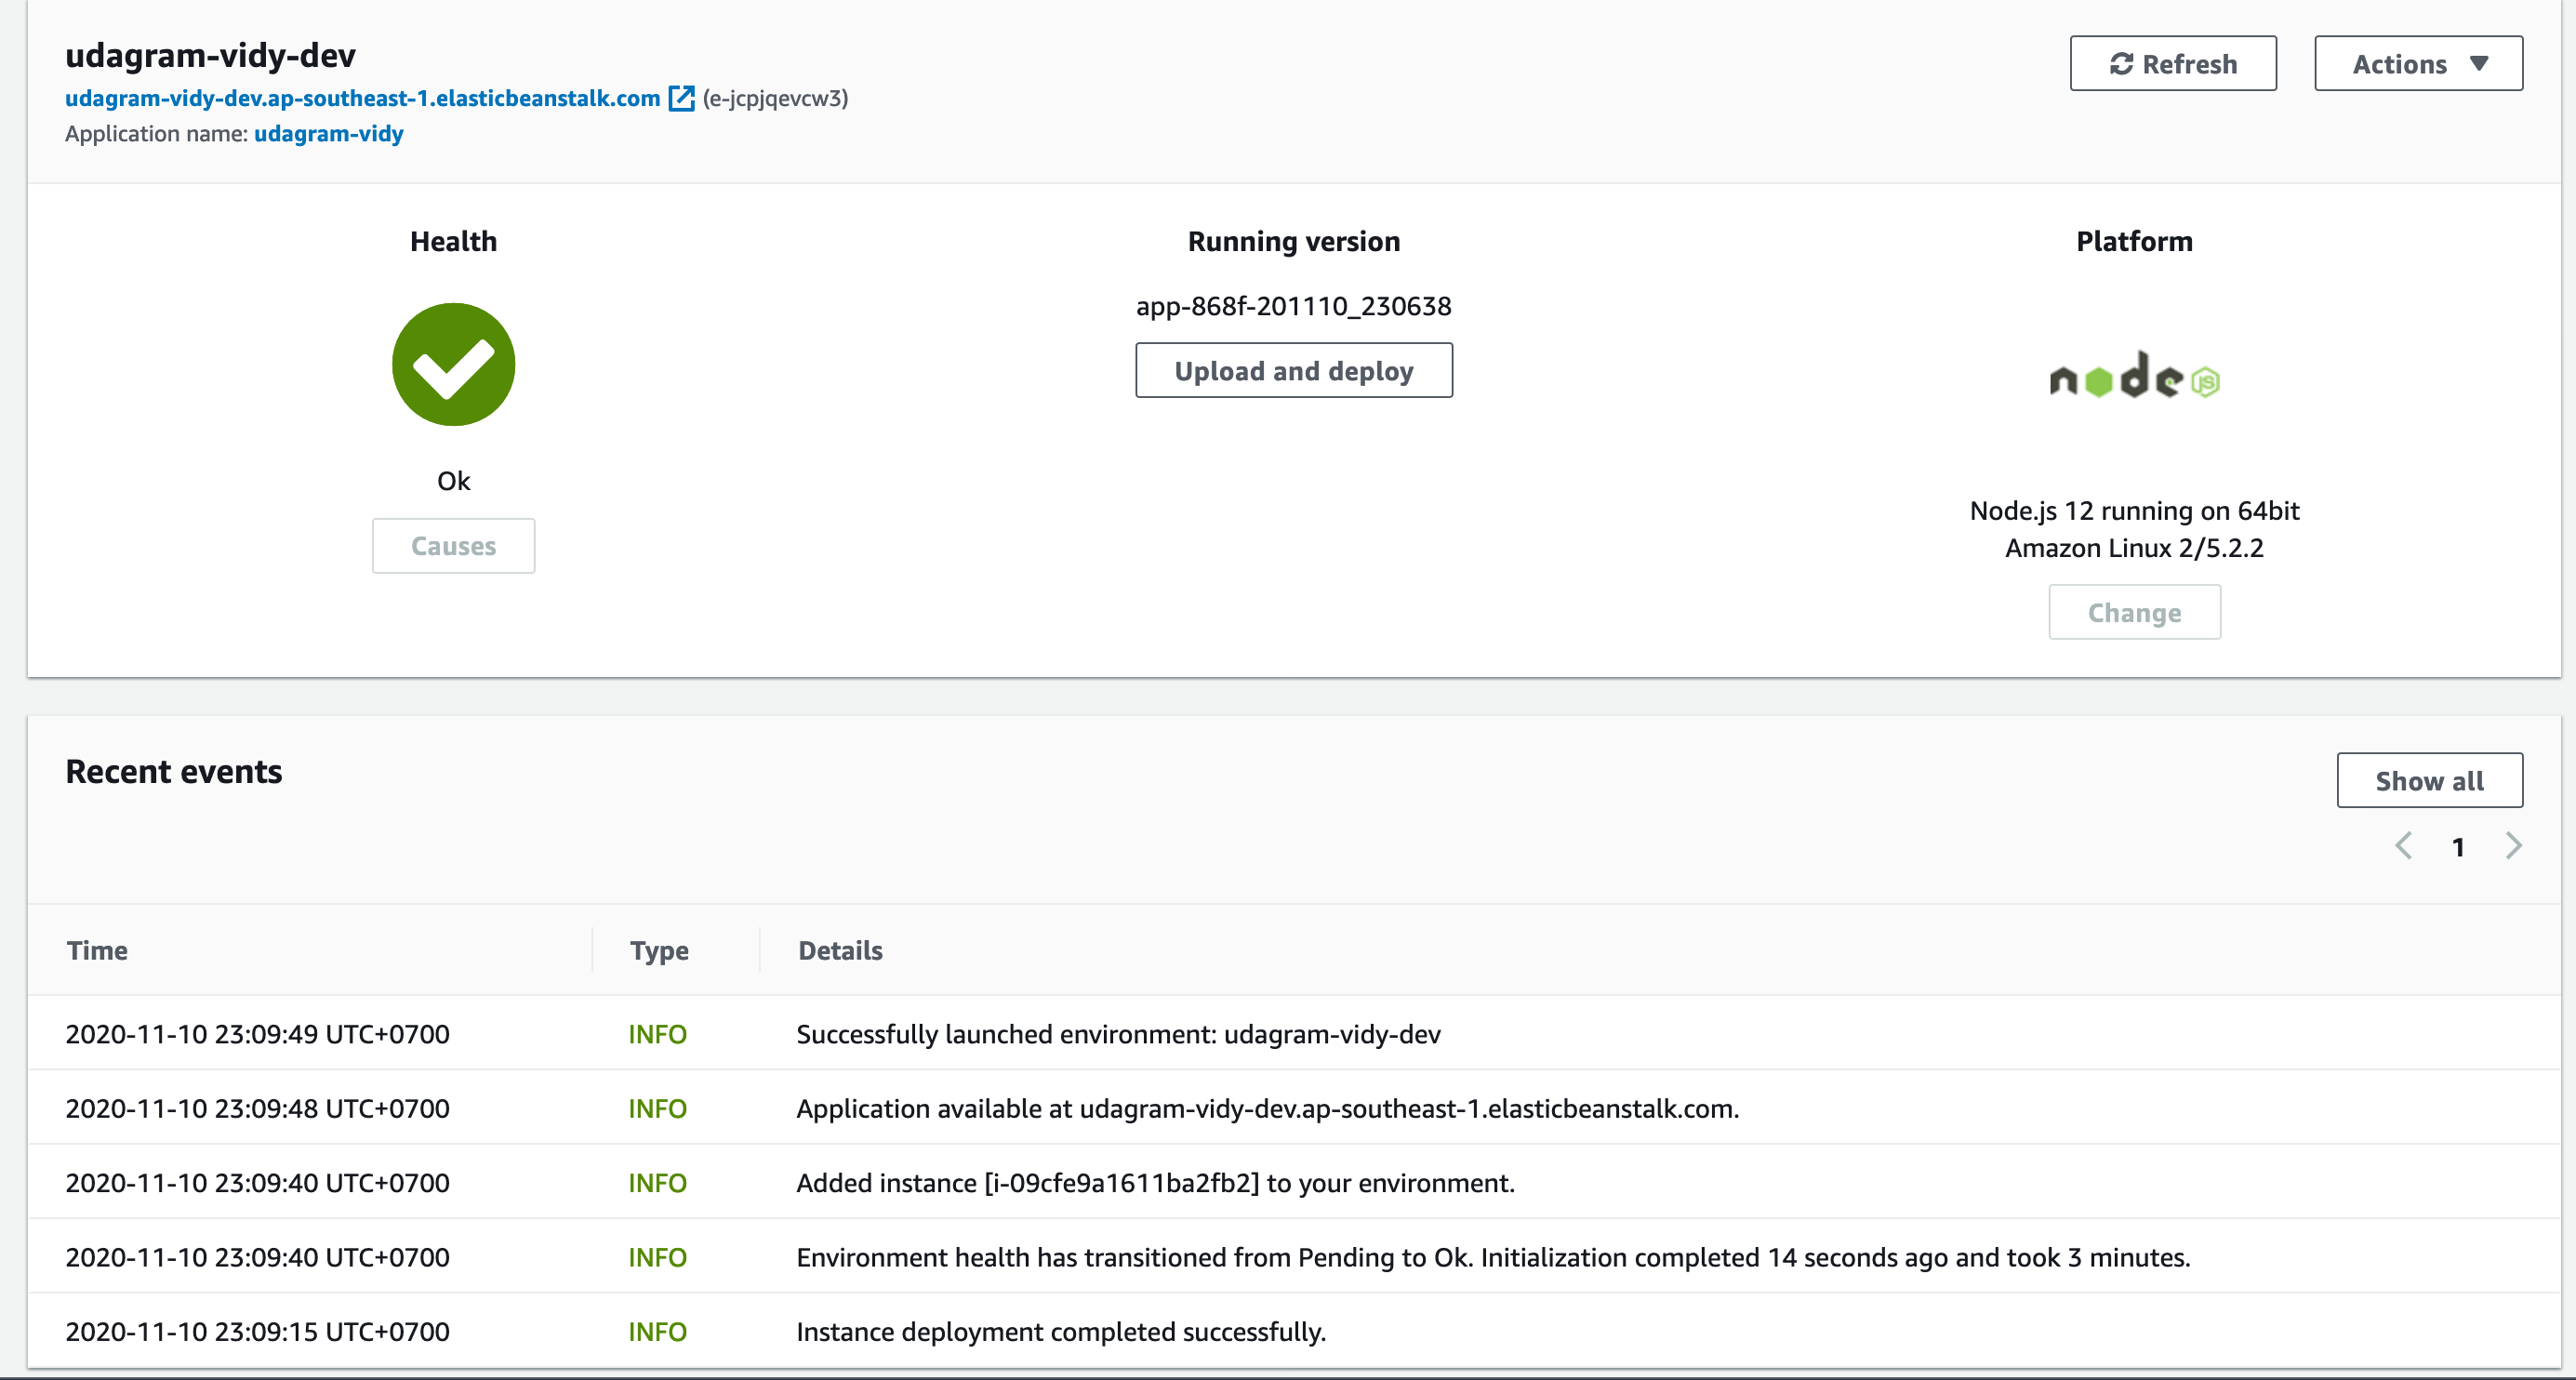 udagram-vidy-dev
udagram-vidy-dev.ap-southeast-1.elasticbeanstalk.com (e-jcpjqevcw3)
Application name: udagram-vidy
Refresh
Actions
Health
Ok
Causes
Running version
app-868f-201110_230638
Upload and deploy
Platform
node JS
Node.js 12 running on 64bit
Amazon Linux 2/5.2.2
Change
Recent events
Show all
1
Time Type Details
2020-11-10 23:09:49 UTC+0700 INFO Successfully launched environment: udagram-vidy-dev
2020-11-10 23:09:48 UTC+0700 INFO Application available at udagram-vidy-dev.ap-southeast-1.elasticbeanstalk.com.
2020-11-10 23:09:40 UTC+0700 INFO Added instance [i-09cfe9a1611ba2fb2] to your environment.
2020-11-10 23:09:40 UTC+0700 INFO Environment health has transitioned from Pending to Ok. Initialization completed 14 seconds ago and took 3 minutes.
2020-11-10 23:09:15 UTC+0700 INFO Instance deployment completed successfully.